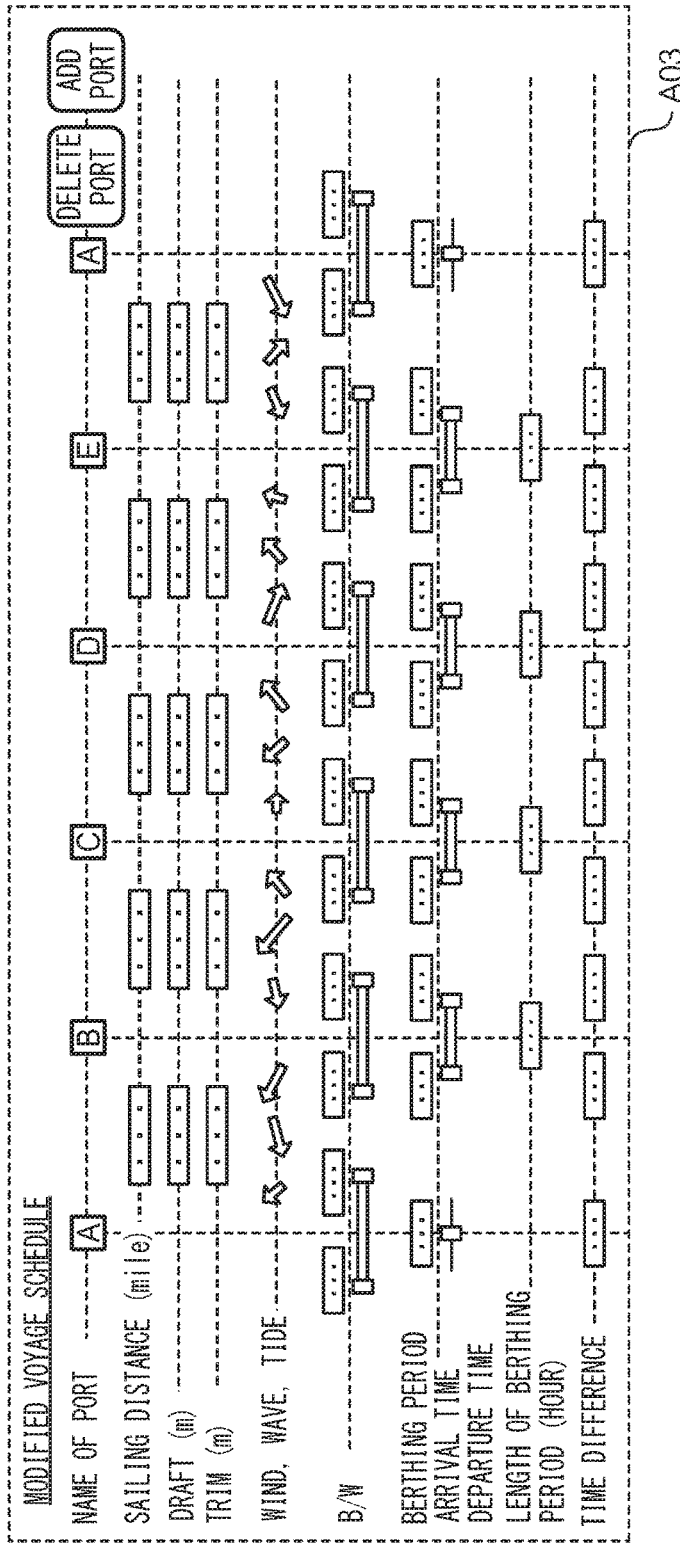 MODIFIED VOYAGE SCHEDULE
DELETE PORT
ADD PORT
NAME OF PORT
A
B
C
D
E
A
SAILING DISTANCE (mile)
DRAFT (m)
TRIM (m)
WIND, WAVE, TIDE
B/W
BERTHING PERIOD
ARRIVAL TIME
DEPARTURE TIME
LENGTH OF BERTHING
PERIOD (HOUR)
TIME DIFFERENCE
A03